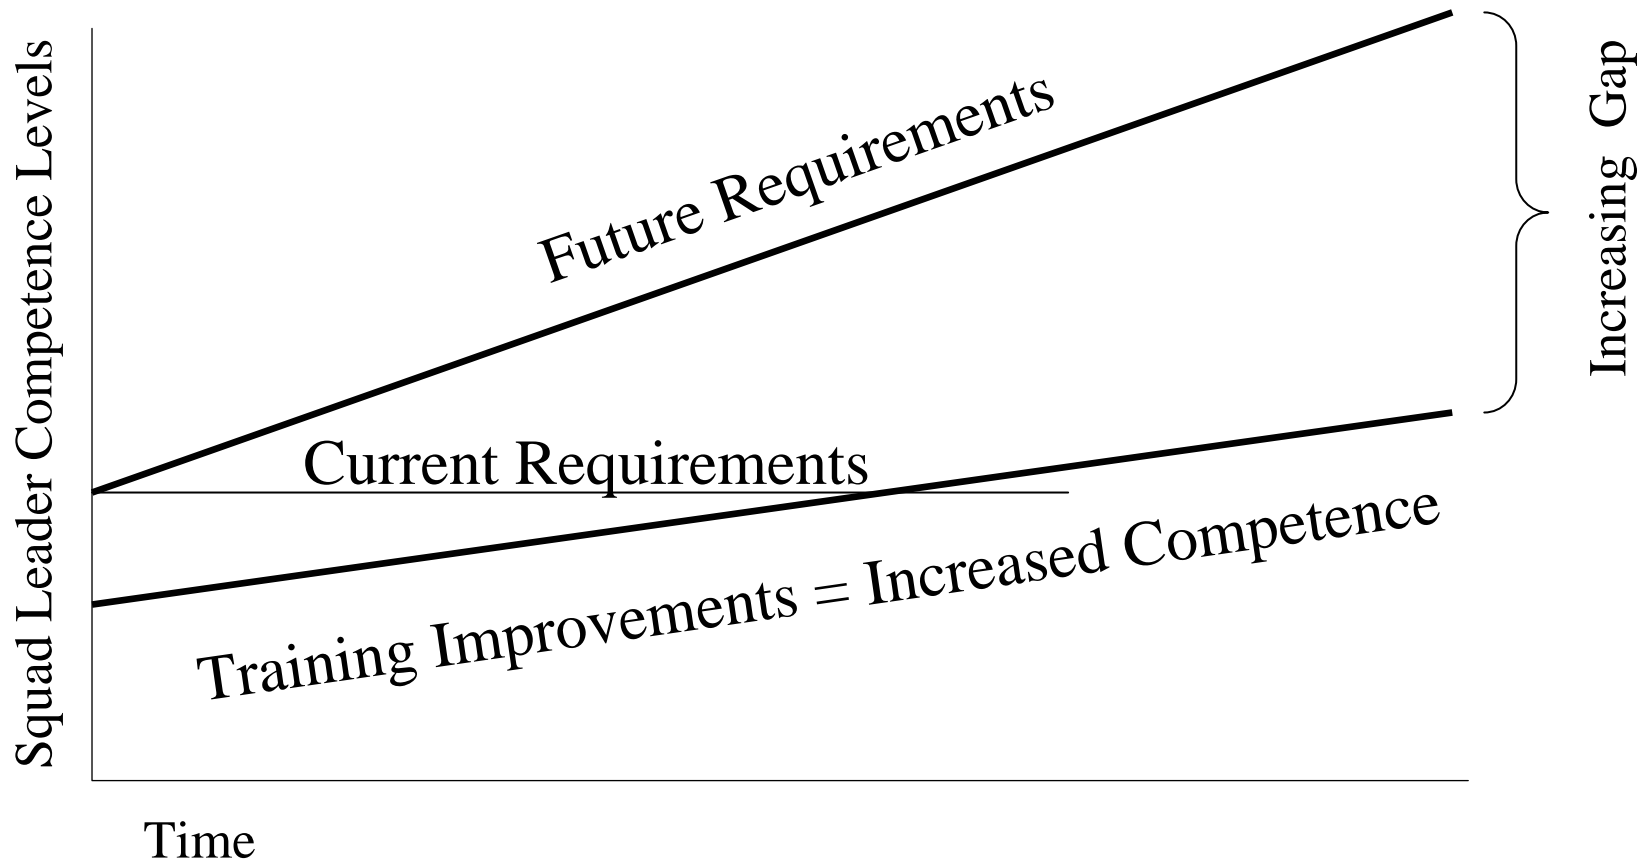 Squad Leader Competence Levels
Future Requirements
Increasing Gap
Current Requirements
Training Improvements = Increased Competence
Time